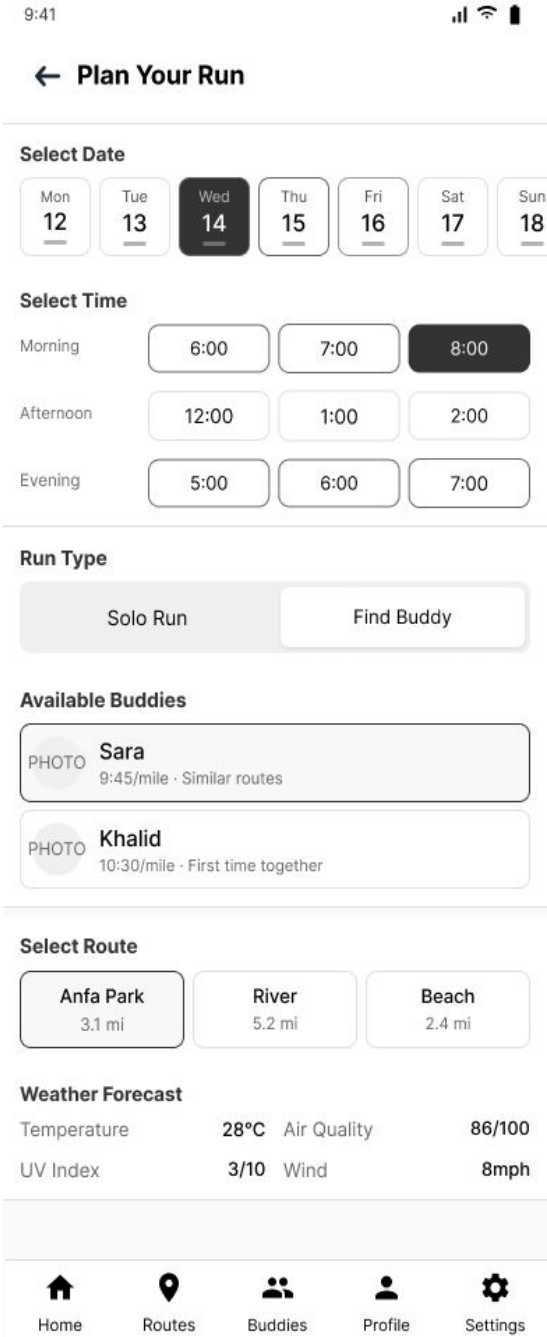 9:41
Plan Your Run
Select Date
Mon Tue Wed Thu Fri Sat Sun
12 13 14 15 16 17 18
Select Time
Morning 6:00 7:00 8:00
Afternoon 12:00 1:00 2:00
Evening 5:00 6:00 7:00
Run Type
Solo Run Find Buddy
Available Buddies
PHOTO
Sara
9:45/mile · Similar routes
PHOTO
Khalid
10:30/mile · First time together
Select Route
Anfa Park River Beach
3.1 mi 5.2 mi 2.4 mi
Weather Forecast
Temperature 28°C Air Quality 86/100
UV Index 3/10 Wind 8mph
Home Routes Buddies Profile Settings